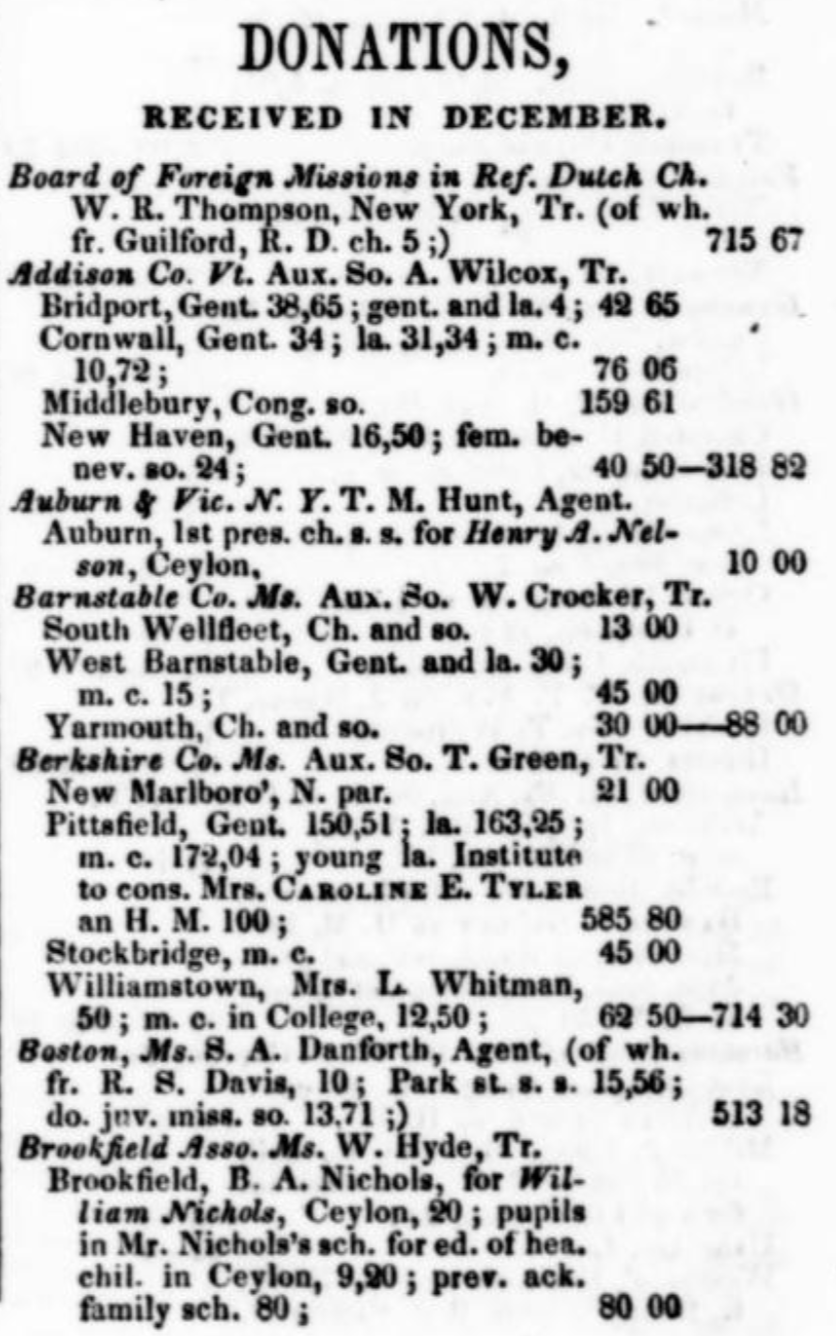 DONATIONS,
RECEIVED IN DECEMBER.
Board of Foreign Missions in Ref. Dutch Ch.
W. R. Thompson, New York, Tr. (of wh.
fr. Guilford, R. D. ch. 5 ;) 715 67
Addison Co. Vt. Aux. So. A. Wilcox, Tr.
Bridport, Gent. 38,65 ; gent. and la. 4 ; 42 65
Cornwall, Gent. 34 ; la. 31,34 ; m. c.
10,72 ; 76 06
Middlebury, Cong. so. 159 61
New Haven, Gent. 16,50 ; fem. be-
nev. so. 24 ; 40 50—318 82
Auburn & Vic. N. Y. T. M. Hunt, Agent.
Auburn, 1st pres. ch. s. s. for Henry A. Nel-
son, Ceylon, 10 00
Barnstable Co. Ms. Aux. So. W. Crocker, Tr.
South Wellfleet, Ch. and so. 13 00
West Barnstable, Gent. and la. 30 ;
m. c. 15 ; 45 00
Yarmouth, Ch. and so. 30 00—88 00
Berkshire Co. Ms. Aux. So. T. Green, Tr.
New Marlboro', N. par. 21 00
Pittsfield, Gent. 150,51 ; la. 163,25 ;
m. c. 172,04 ; young la. Institute
to cons. Mrs. CAROLINE E. TYLER
an H. M. 100 ; 585 80
Stockbridge, m. c. 45 00
Williamstown, Mrs. L. Whitman,
50 ; m. c. in College, 12,50 ; 62 50—714 30
Boston, Ms. S. A. Danforth, Agent, (of wh.
fr. R. S. Davis, 10 ; Park st. s. s. 15,56 ;
do. juv. miss. so. 13,71 ;) 513 18
Brookfield Asso. Ms. W. Hyde, Tr.
Brookfield, B. A. Nichols, for Wil-
liam Nichols, Ceylon, 20 ; pupils
in Mr. Nichols's sch. for ed. of hea.
chil. in Ceylon, 9,20 ; prev. ack.
family sch. 80 ; 80 00